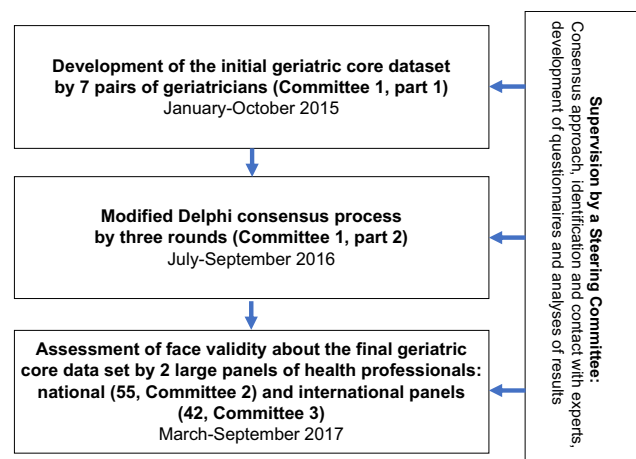 Development of the initial geriatric core dataset
by 7 pairs of geriatricians (Committee 1, part 1)
January-October 2015
Modified Delphi consensus process
by three rounds (Committee 1, part 2)
July-September 2016
Assessment of face validity about the final geriatric
core data set by 2 large panels of health professionals:
national (55, Committee 2) and international panels
(42, Committee 3)
March-September 2017
Supervision by a Steering Committee:
Consensus approach, identification and contact with experts,
development of questionnaires and analyses of results